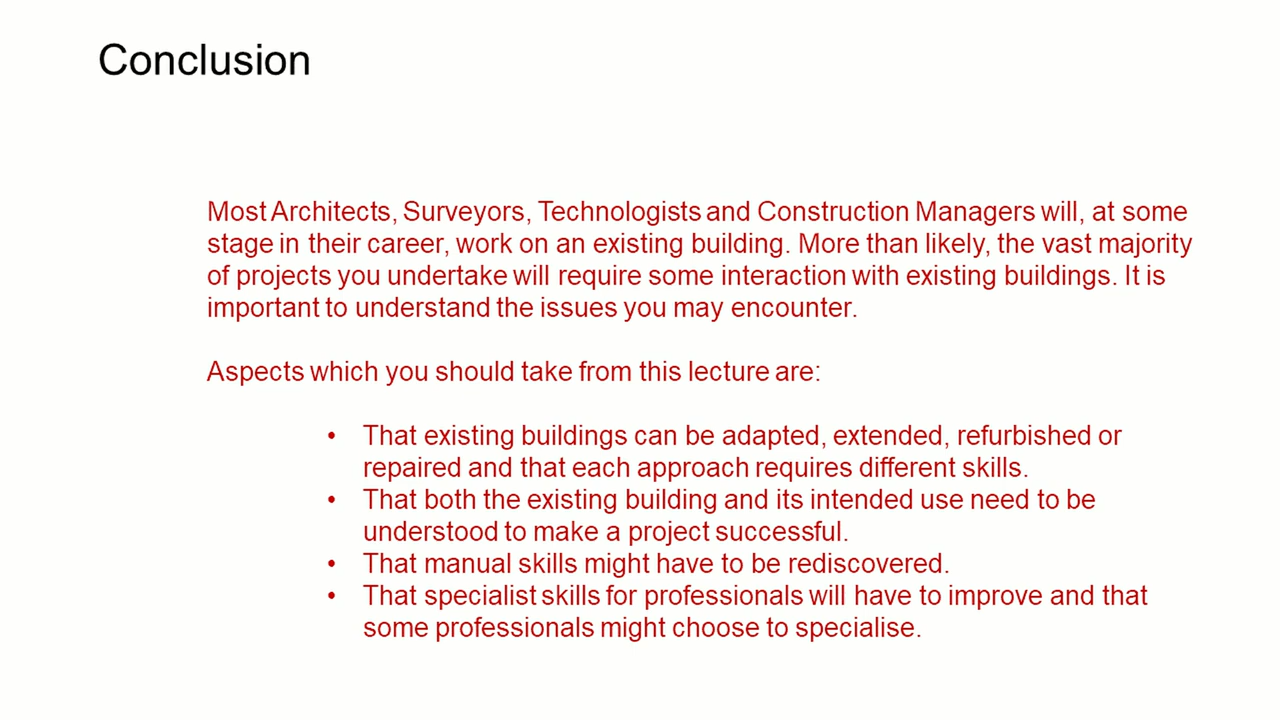 Conclusion
Most Architects, Surveyors, Technologists and Construction Managers will, at some
stage in their career, work on an existing building. More than likely, the vast majority
of projects you undertake will require some interaction with existing buildings. It is
important to understand the issues you may encounter.
Aspects which you should take from this lecture are:
• That existing buildings can be adapted, extended, refurbished or
repaired and that each approach requires different skills.
• That both the existing building and its intended use need to be
understood to make a project successful.
• That manual skills might have to be rediscovered.
• That specialist skills for professionals will have to improve and that
some professionals might choose to specialise.